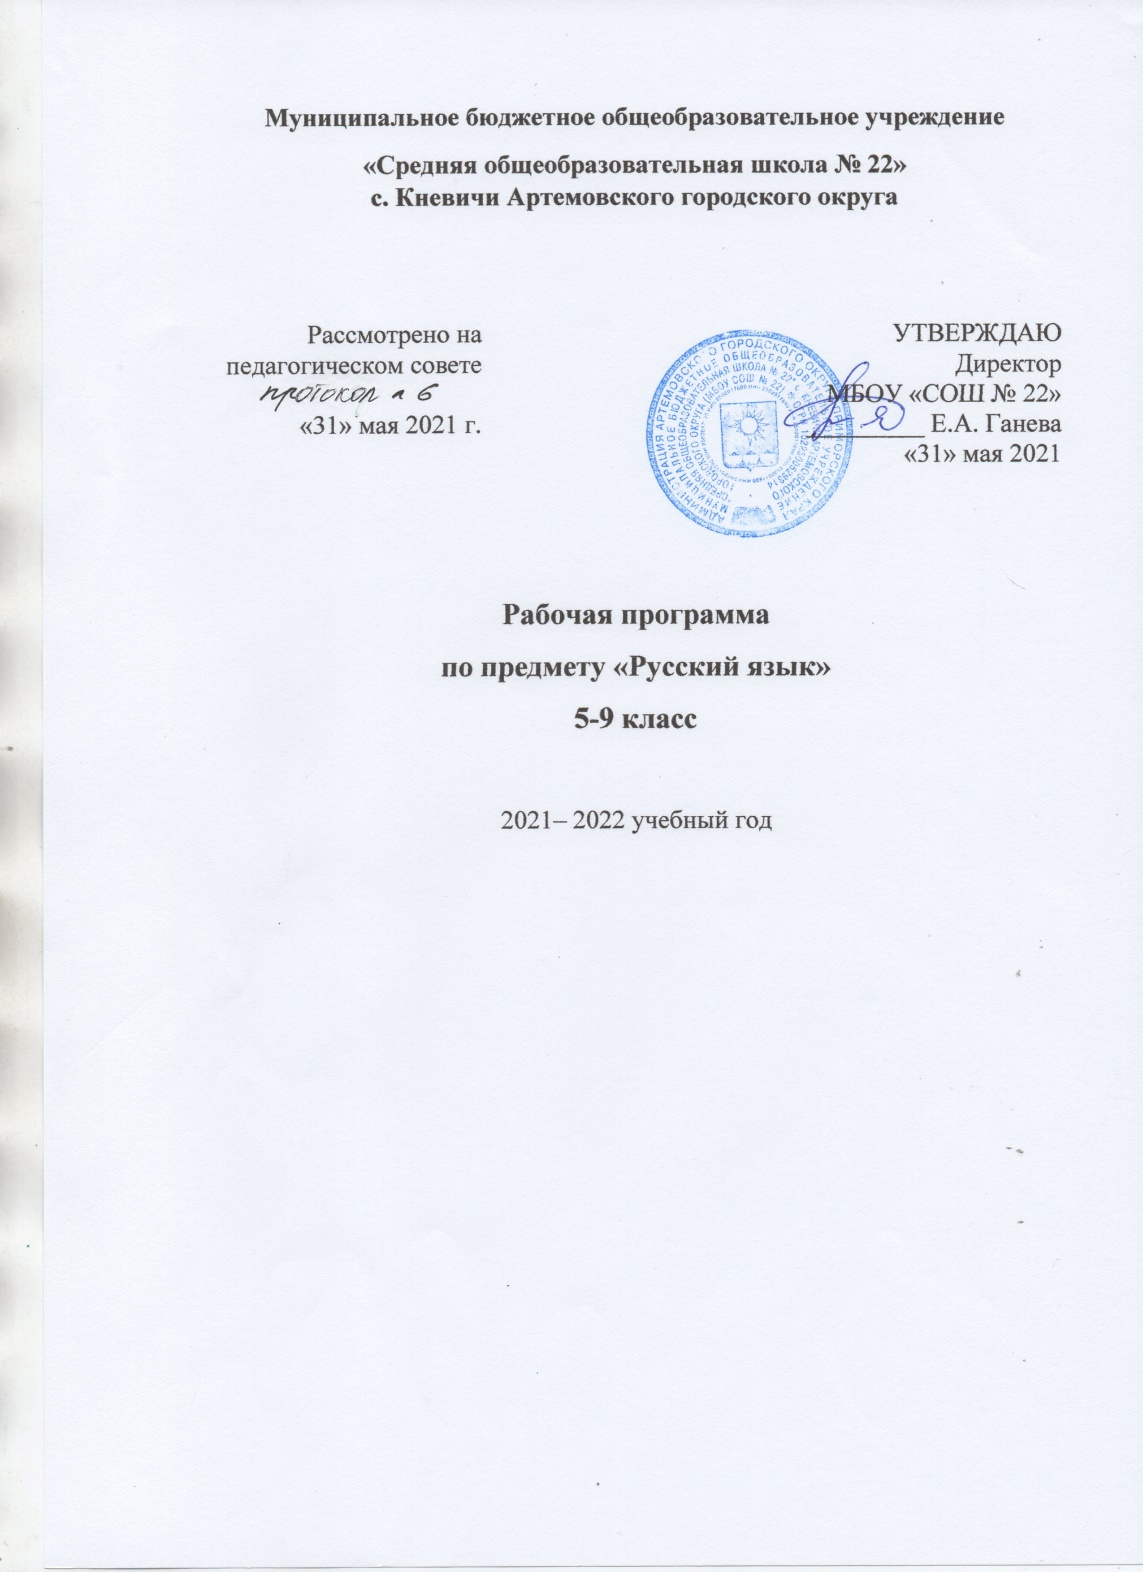 Муниципальное бюджетное общеобразовательное учреждение
«Средняя общеобразовательная школа № 22»
с. Кневичи Артемовского городского округа
Рассмотрено на
педагогическом совете
протокол № 6
«31» мая 2021 г.
УТВЕРЖДАЮ
Директор
МБОУ «СОШ № 22»
__________ Е.А. Ганева
«31» мая 2021
Рабочая программа
по предмету «Русский язык»
5-9 класс
2021– 2022 учебный год